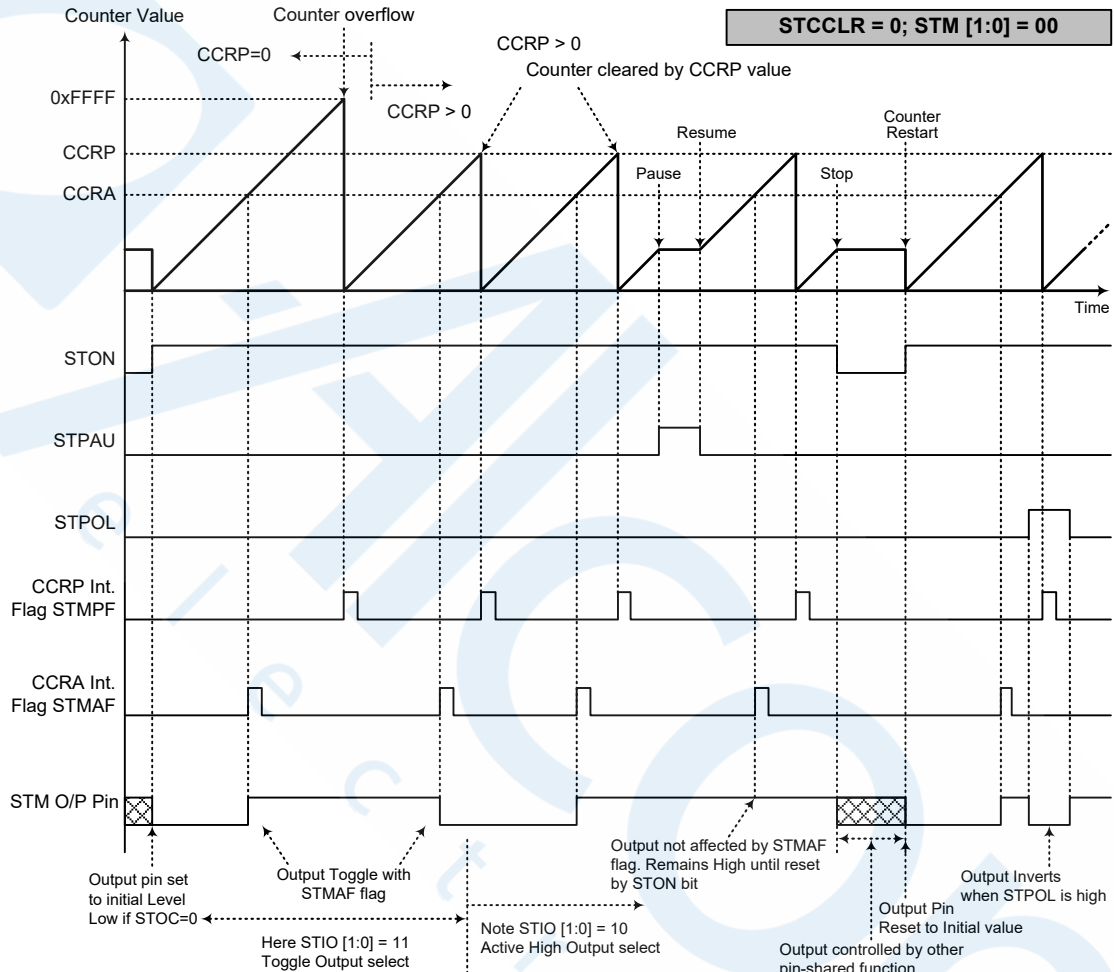 Counter Value
Counter overflow
STCCLR = 0; STM [1:0] = 00
CCRP=0
CCRP > 0
CCRP > 0
Counter cleared by CCRP value
0xFFFF
CCRP
CCRA
Pause
Resume
Stop
Counter
Restart
Time
STON
STPAU
STPOL
CCRP Int.
Flag STMPF
CCRA Int.
Flag STMAF
STM O/P Pin
Output pin set
to initial Level
Low if STOC=0
Output Toggle with
STMAF flag
Here STIO [1:0] = 11
Toggle Output select
Note STIO [1:0] = 10
Active High Output select
Output not affected by STMAF
flag. Remains High until reset
by STON bit
Output controlled by other
pin-shared function
Output Pin
Reset to Initial value
Output Inverts
when STPOL is high